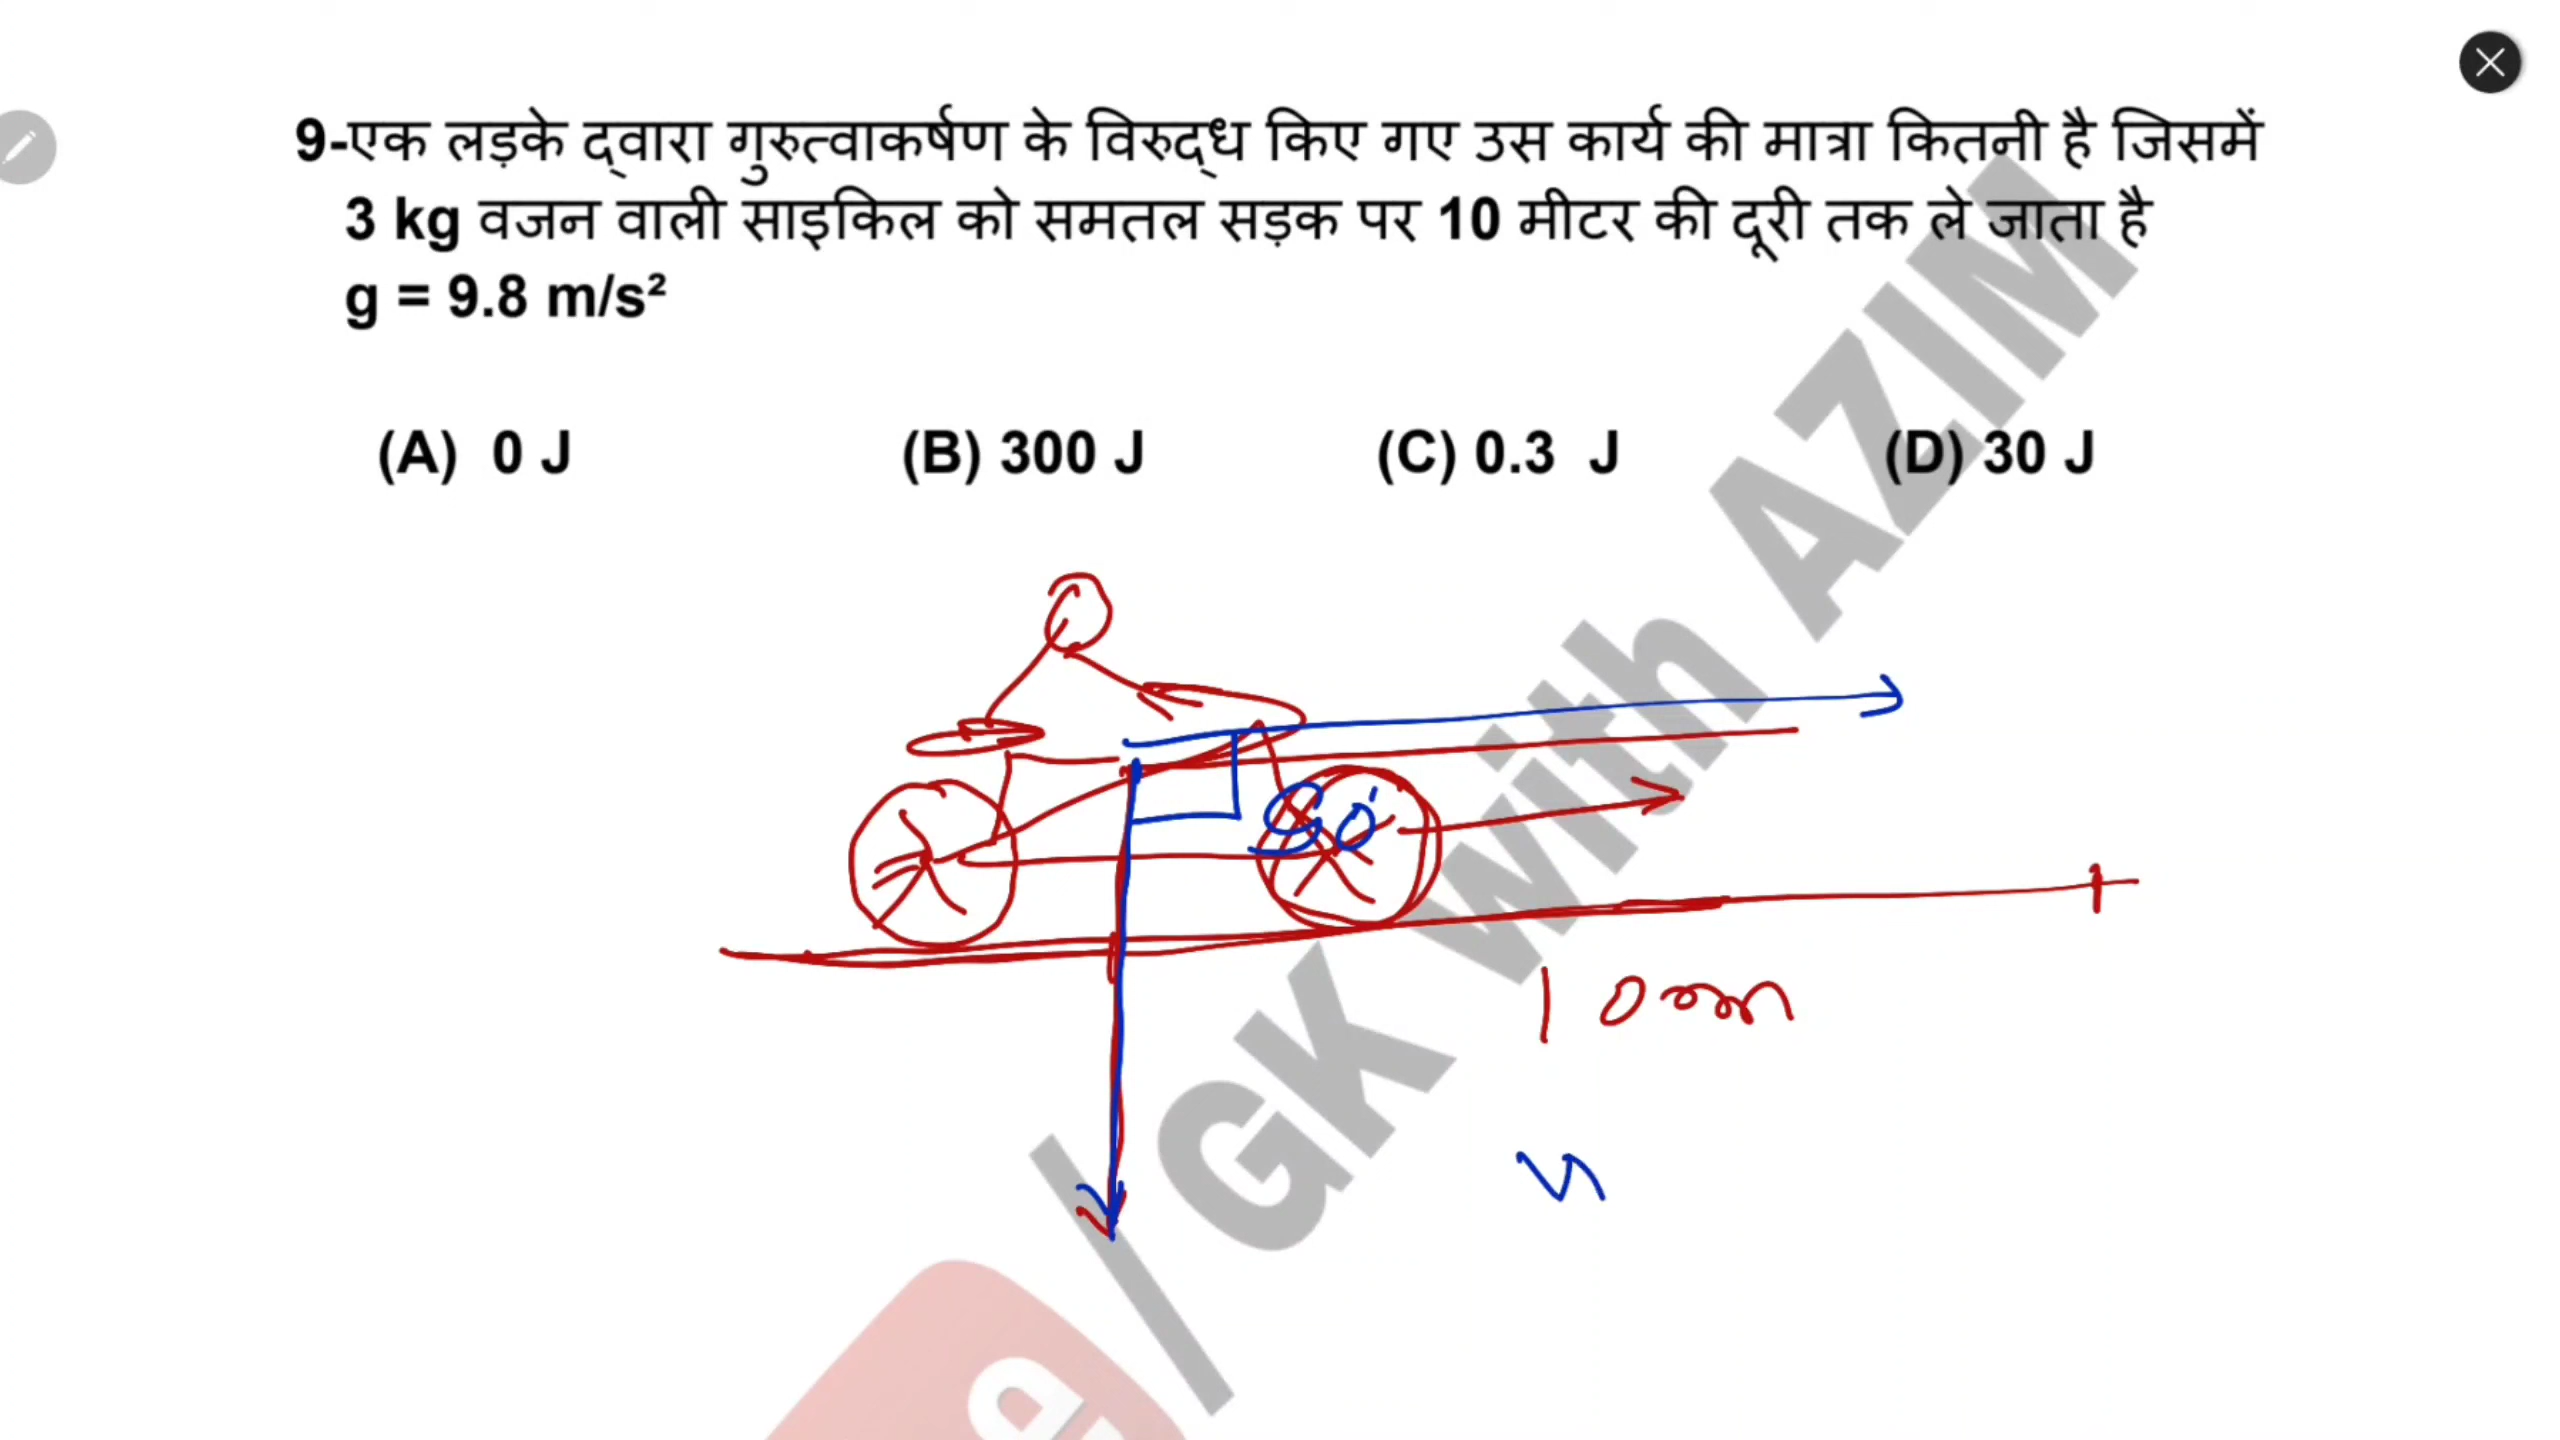 9-एक लड़के द्वारा गुरुत्वाकर्षण के विरुद्ध किए गए उस कार्य की मात्रा कितनी है जिसमें
3 kg वजन वाली साइकिल को समतल सड़क पर 10 मीटर की दूरी तक ले जाता है
g = 9.8 m/s²
(A) 0 J (B) 300 J (C) 0.3 J (D) 30 J
90°
10m
/ GK with AZIM